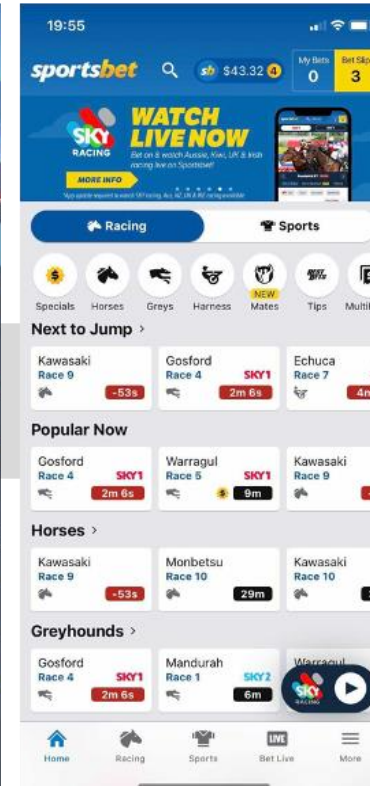 19:55
sportsbet
sb $43.32 4
My Bets
0
Bet Slip
3
SKY
RACING
WATCH
LIVE NOW
Bet on & watch Aussie, Kiwi, UK & Irish
racing live on Sportsbet!
MORE INFO
Racing
Sports
Specials
Horses
Greys
Harness
NEW
Mates
Tips
Next to Jump >
Kawasaki
Race 9
-53s
Gosford
Race 4 SKY1
2m 6s
Echuca
Race 7
Popular Now
Gosford
Race 4 SKY1
2m 6s
Warragul
Race 5 SKY1
$ 9m
Kawasaki
Race 9
Horses >
Kawasaki
Race 9
-53s
Monbetsu
Race 10
29m
Kawasaki
Race 10
Greyhounds >
Gosford
Race 4 SKY1
2m 6s
Mandurah
Race 1 SKY2
6m
Warragul
SKY
RACING
Home
Racing
Sports
LIVE
Bet Live
More